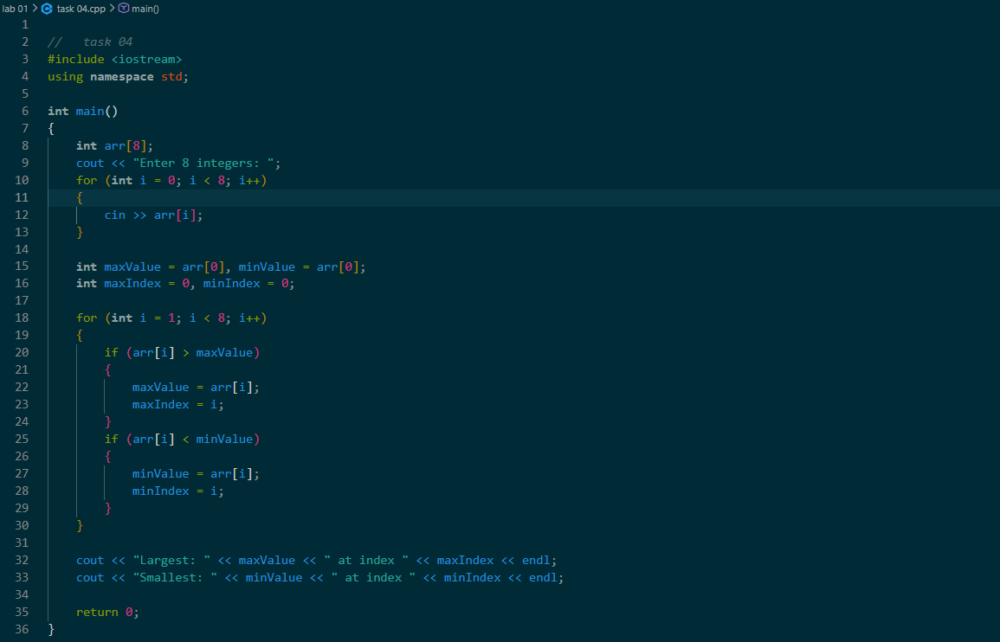 lab 01 > task 04.cpp > main()
1
2 //   task 04
3 #include <iostream>
4 using namespace std;
5
6 int main()
7 {
8     int arr[8];
9     cout << "Enter 8 integers: ";
10     for (int i = 0; i < 8; i++)
11     {
12         cin >> arr[i];
13     }
14
15     int maxValue = arr[0], minValue = arr[0];
16     int maxIndex = 0, minIndex = 0;
17
18     for (int i = 1; i < 8; i++)
19     {
20         if (arr[i] > maxValue)
21         {
22             maxValue = arr[i];
23             maxIndex = i;
24         }
25         if (arr[i] < minValue)
26         {
27             minValue = arr[i];
28             minIndex = i;
29         }
30     }
31
32     cout << "Largest: " << maxValue << " at index " << maxIndex << endl;
33     cout << "Smallest: " << minValue << " at index " << minIndex << endl;
34
35     return 0;
36 }